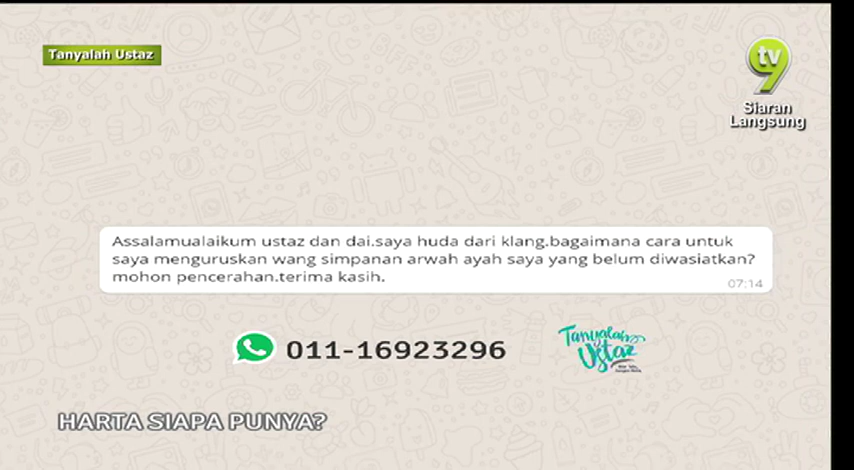 Tanyalah Ustaz
tv
9
Siaran
Langsung
Assalamualaikum ustaz dan dai.saya huda dari klang.bagaimana cara untuk
saya menguruskan wang simpanan arwah ayah saya yang belum diwasiatkan?
mohon pencerahan.terima kasih.
07:14
011-16923296
Tanyalah
Ustaz
HARTA SIAPA PUNYA?